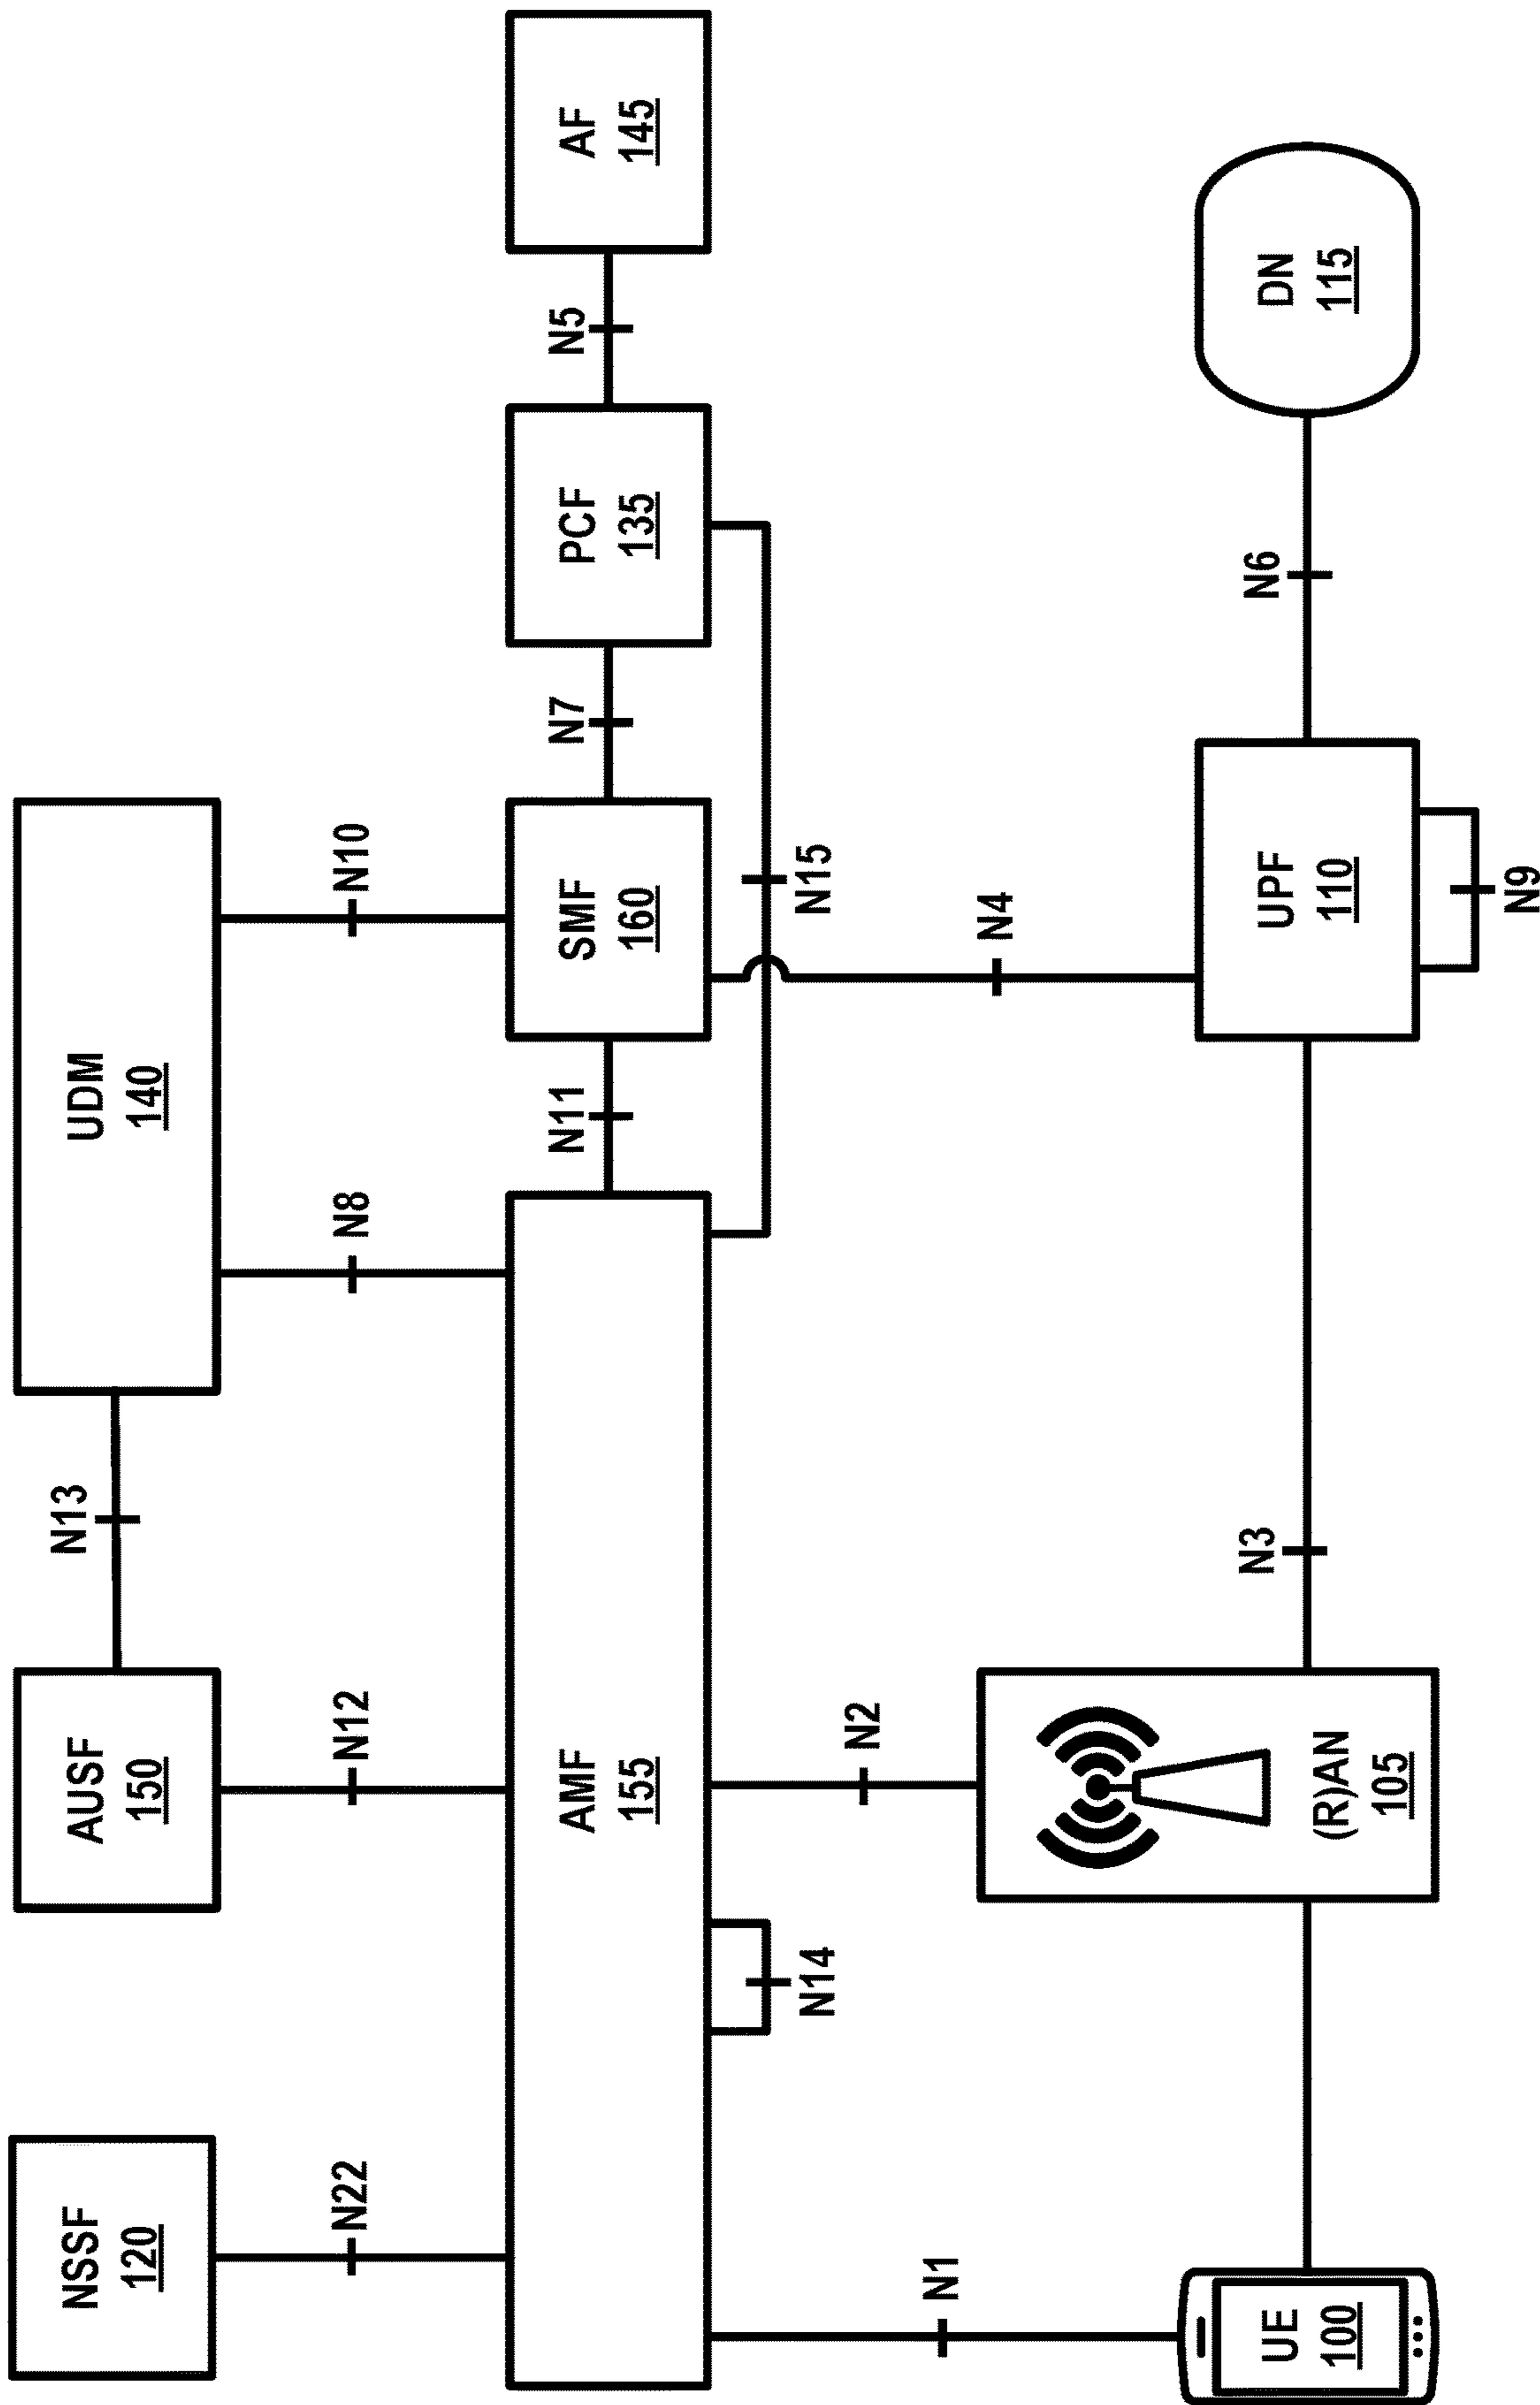 NSSF
120
AUSF
150
N13
UDM
140
N22
N12
N8
N10
AMF
155
N11
SMF
160
N7
PCF
135
N5
AF
145
N14
N15
N1
N2
N4
UE
100
(R)AN
105
N3
UPF
110
N6
DN
115
N9